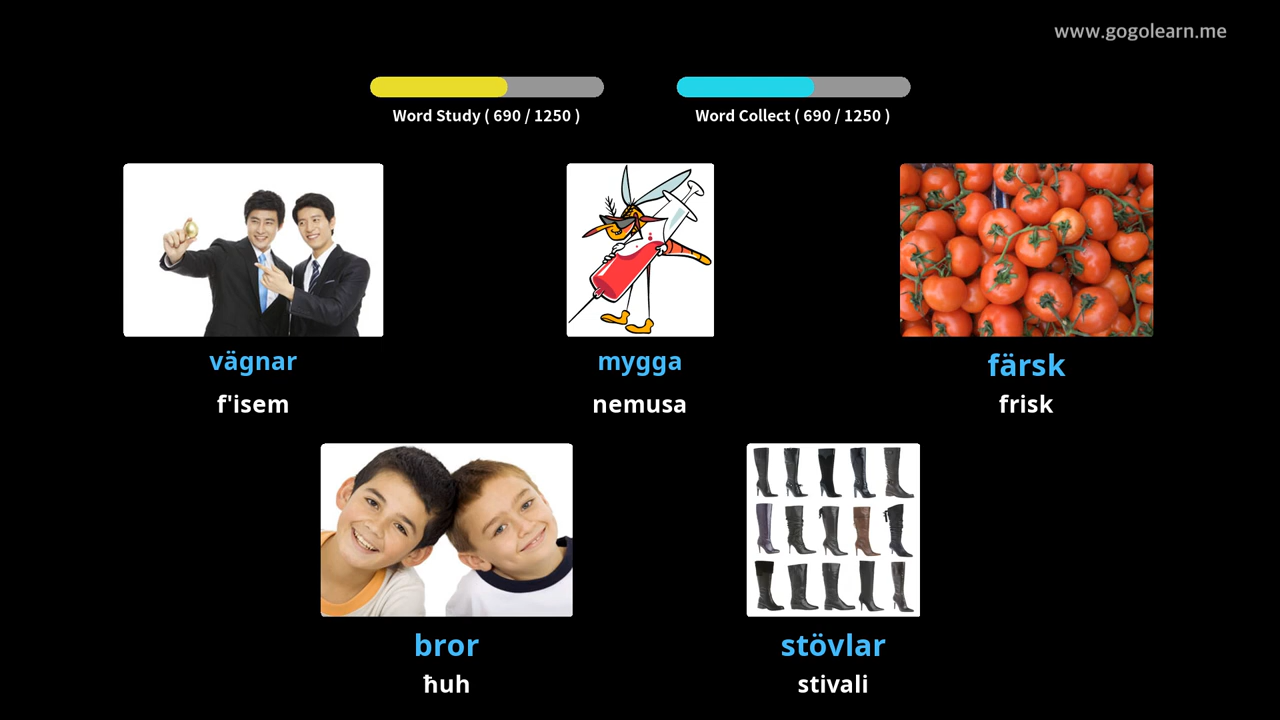 www.gogolearn.me
Word Study ( 690 / 1250 )
Word Collect ( 690 / 1250 )
vägnar
mygga
färsk
f'isem
nemusa
frisk
bror
stövlar
ħuh
stivali